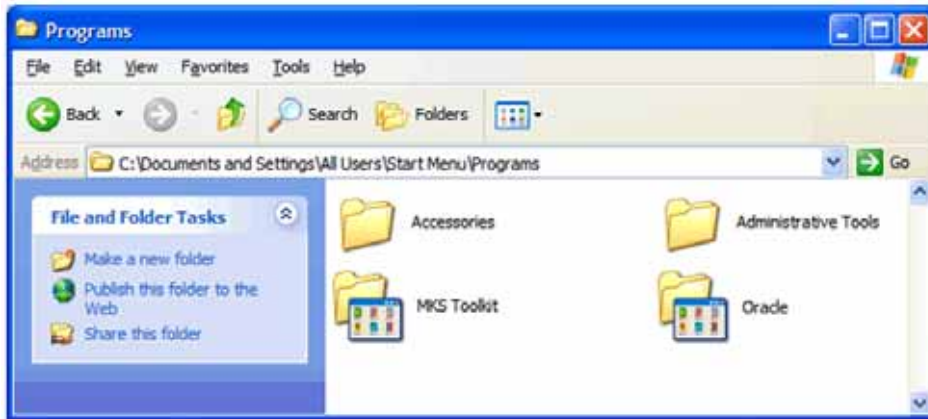 Programs
File Edit View Favorites Tools Help
Back Search Folders
Address C:\Documents and Settings\All Users\Start Menu\Programs Go
File and Folder Tasks
Make a new folder
Publish this folder to the
Web
Share this folder
Accessories Administrative Tools
MKS Toolkit Oracle